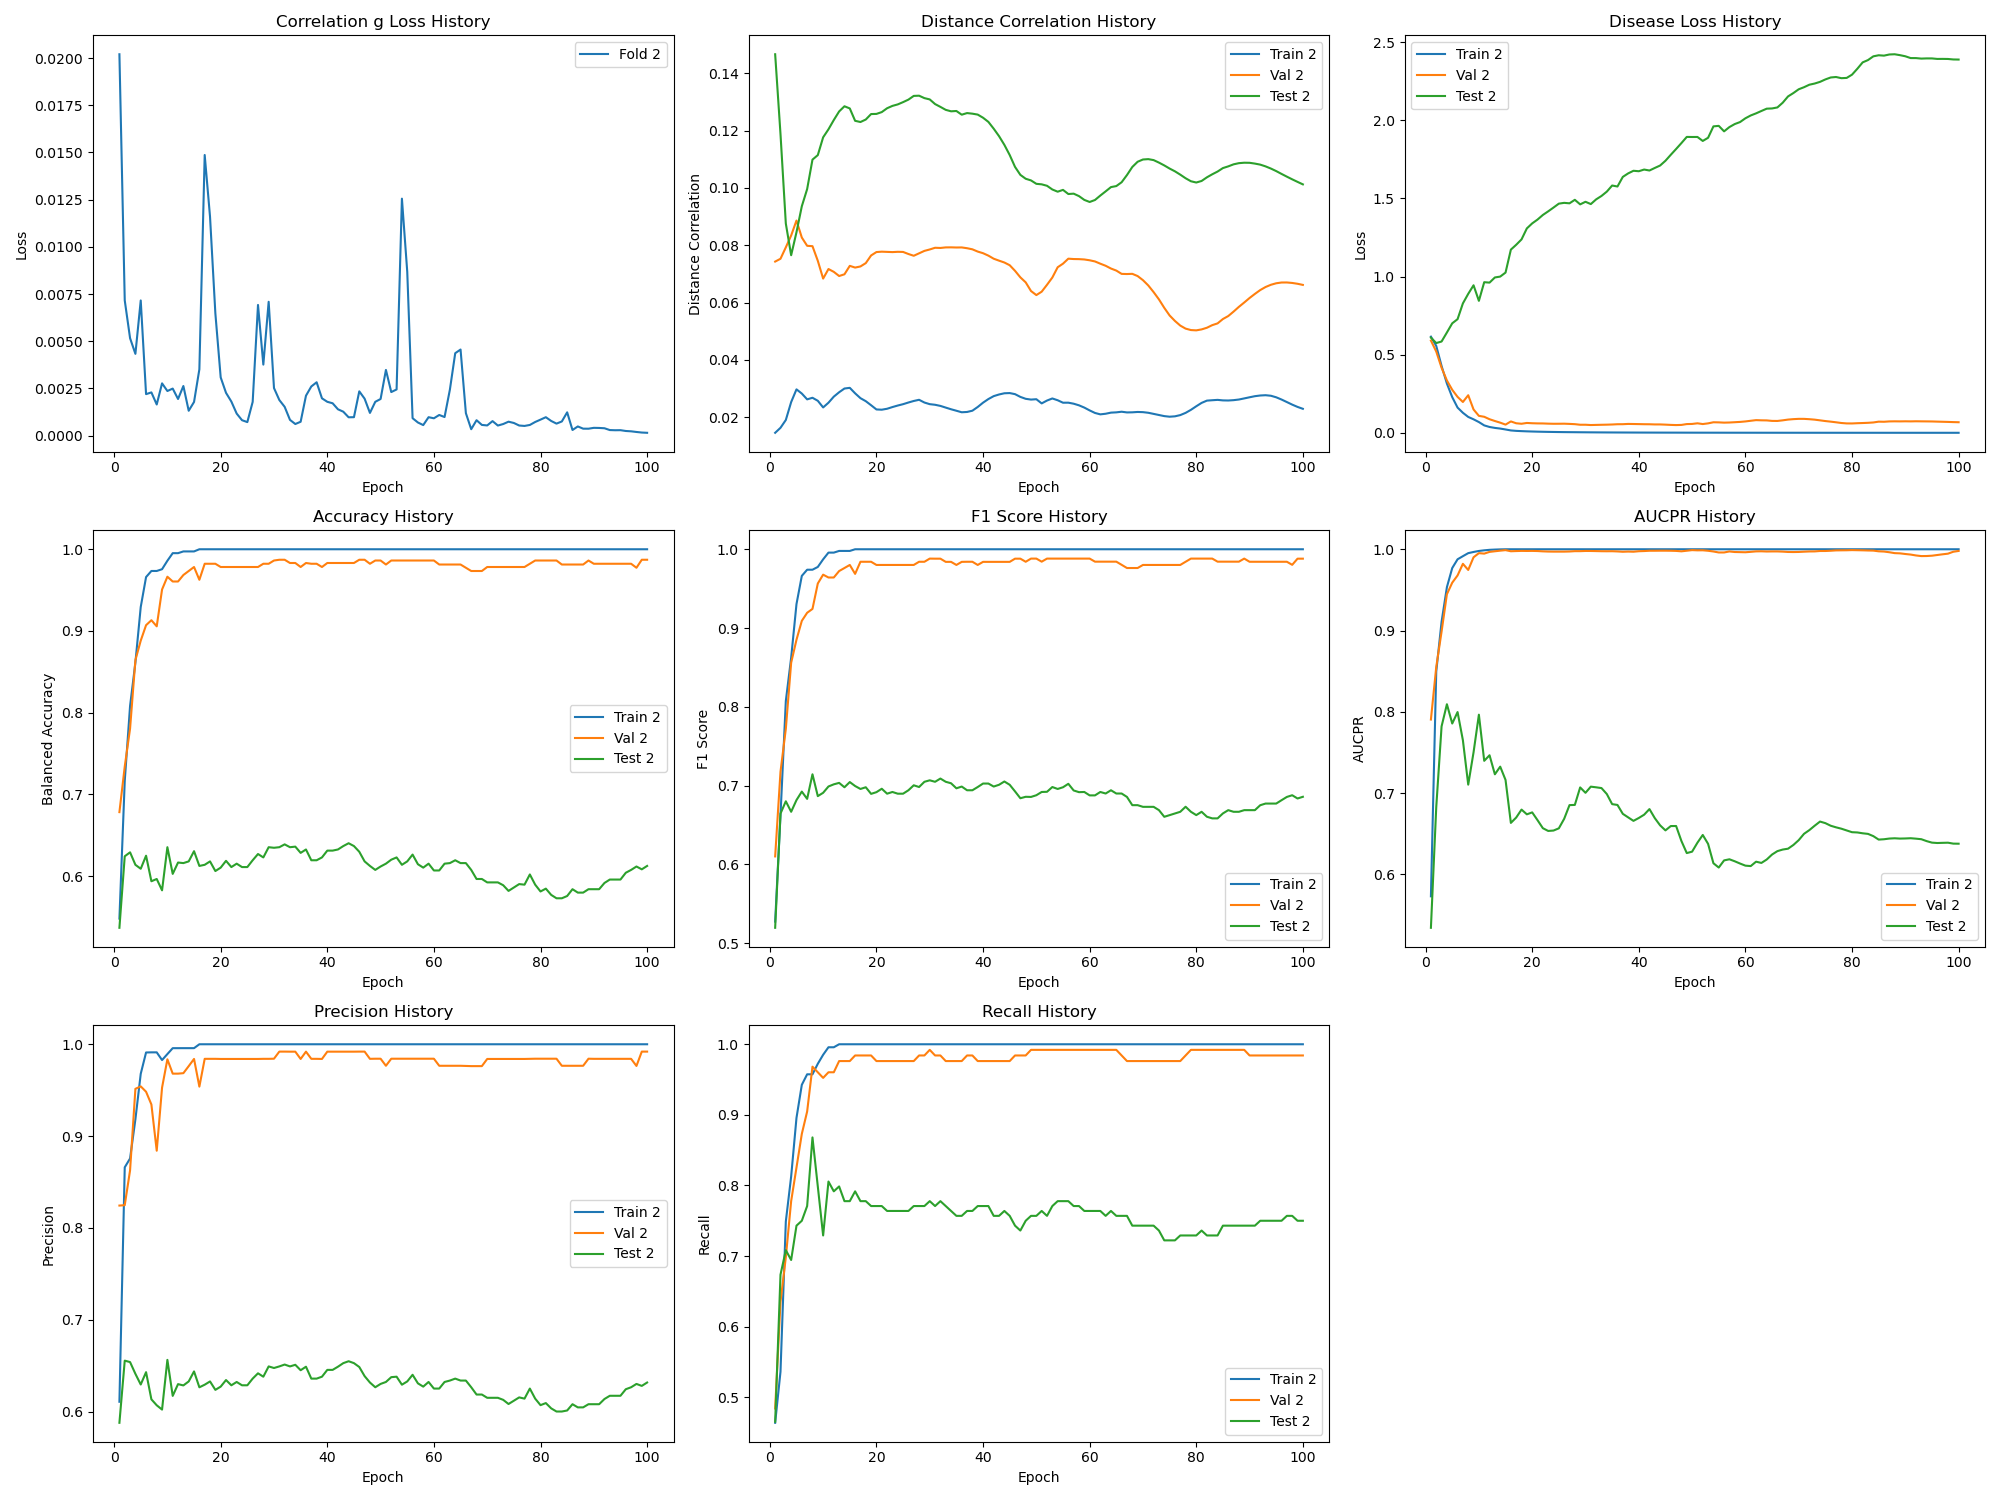 Correlation g Loss History
Loss
0.0200
0.0175
0.0150
0.0125
0.0100
0.0075
0.0050
0.0025
0.0000
Fold 2
0 20 40 60 80 100
Epoch
Distance Correlation History
Distance Correlation
0.14
0.12
0.10
0.08
0.06
0.04
0.02
Train 2
Val 2
Test 2
0 20 40 60 80 100
Epoch
Disease Loss History
Loss
2.5
2.0
1.5
1.0
0.5
0.0
Train 2
Val 2
Test 2
0 20 40 60 80 100
Epoch
Accuracy History
Balanced Accuracy
1.0
0.9
0.8
0.7
0.6
Train 2
Val 2
Test 2
0 20 40 60 80 100
Epoch
F1 Score History
F1 Score
1.0
0.9
0.8
0.7
0.6
0.5
Train 2
Val 2
Test 2
0 20 40 60 80 100
Epoch
AUCPR History
AUCPR
1.0
0.9
0.8
0.7
0.6
Train 2
Val 2
Test 2
0 20 40 60 80 100
Epoch
Precision History
Precision
1.0
0.9
0.8
0.7
0.6
Train 2
Val 2
Test 2
0 20 40 60 80 100
Epoch
Recall History
Recall
1.0
0.9
0.8
0.7
0.6
0.5
Train 2
Val 2
Test 2
0 20 40 60 80 100
Epoch